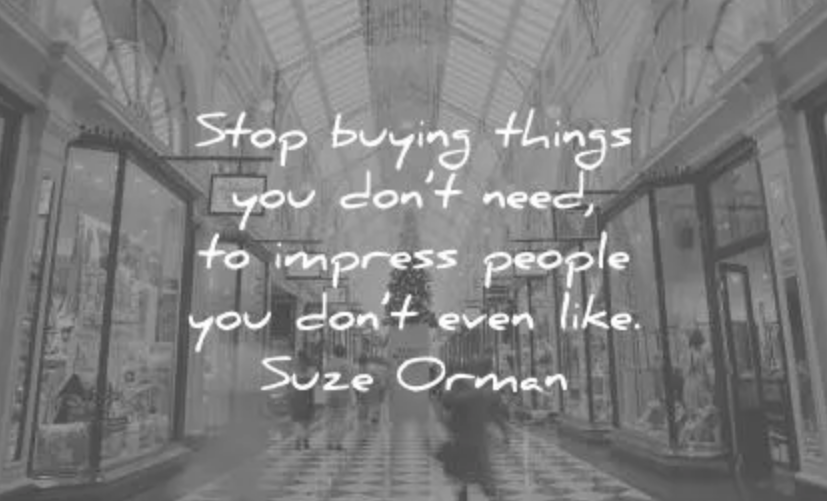 Stop buying things
you don't need,
to impress people
you don't even like.
Suze Orman